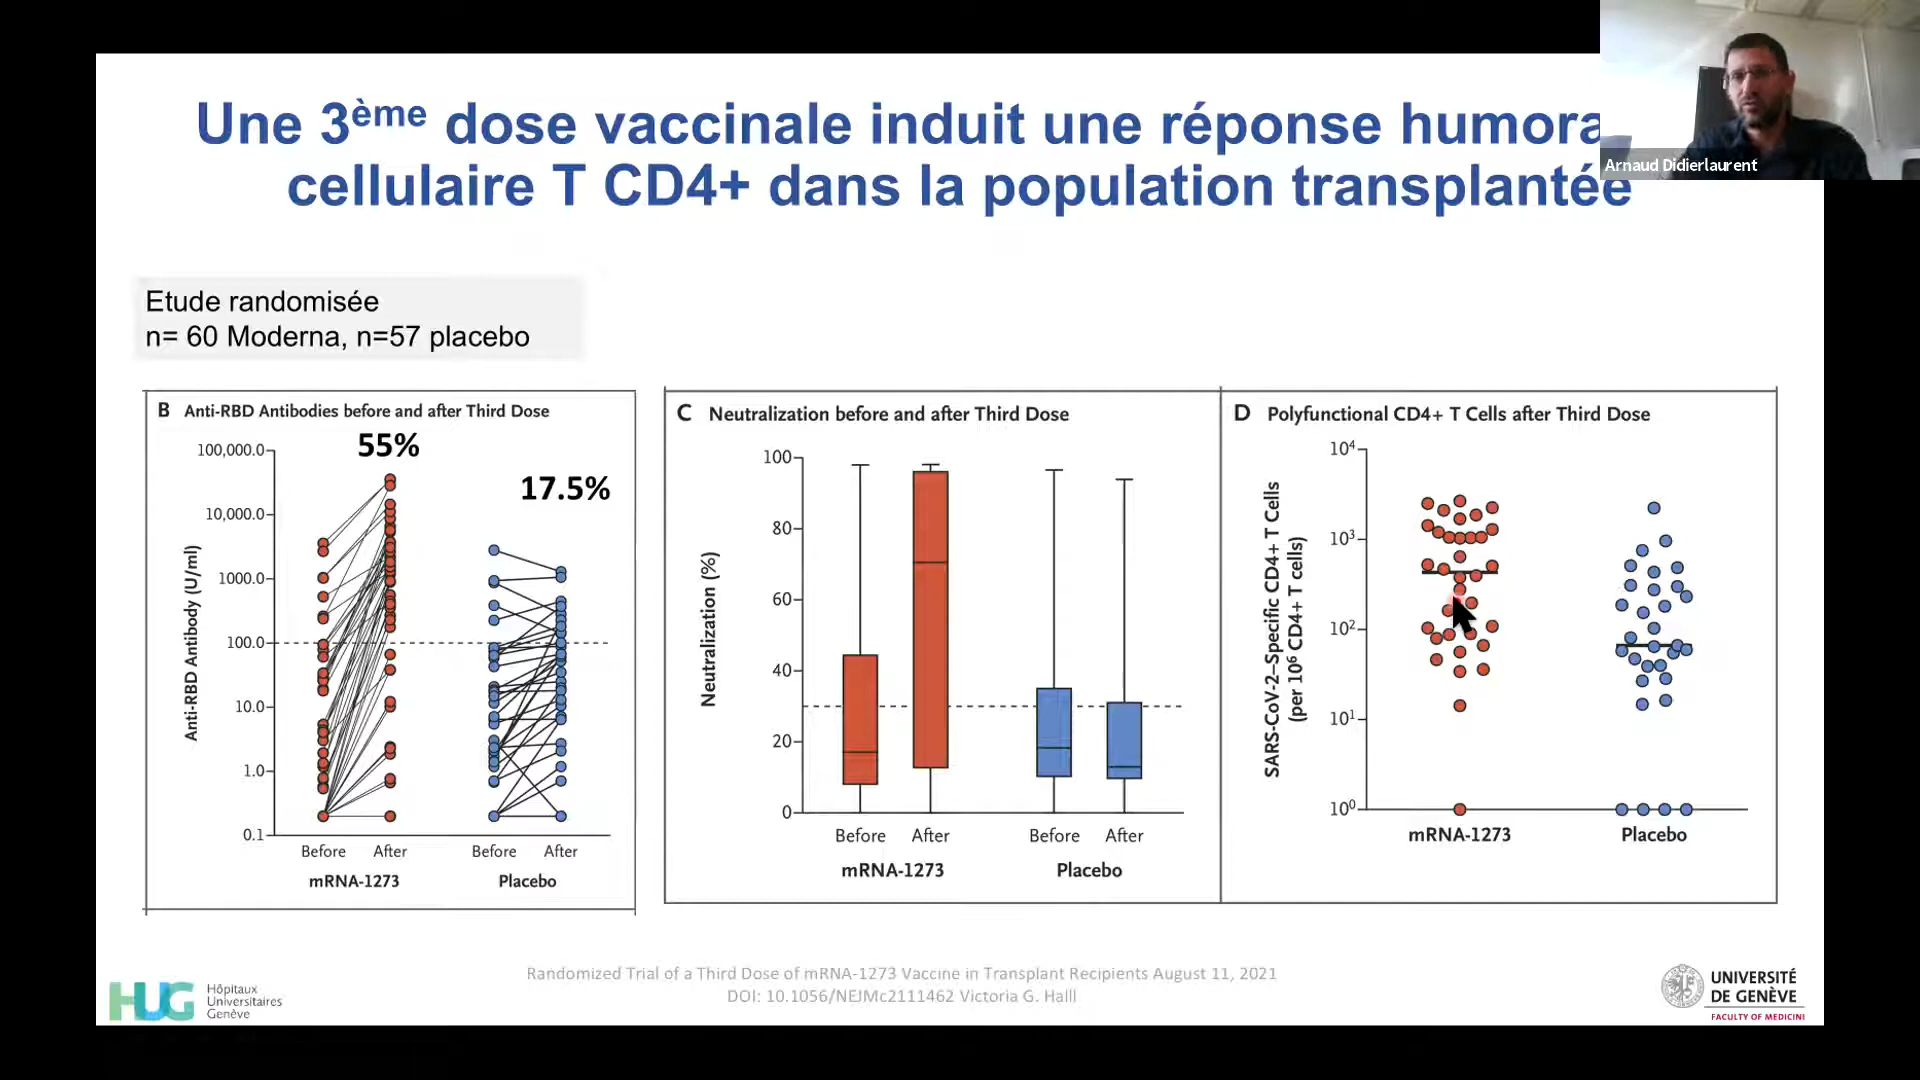 Une 3ème dose vaccinale induit une réponse
cellulaire T CD4+ dans la population transplantée
Arnaud Didierlaurent
Etude randomisée
n= 60 Moderna, n=57 placebo
B Anti-RBD Antibodies before and after Third Dose
55%
17.5%
Anti-RBD Antibody (U/ml)
100,000.0
10,000.0
1000.0
100.0
10.0
1.0
0.1
Before After Before After
mRNA-1273 Placebo
C Neutralization before and after Third Dose
Neutralization (%)
100
80
60
40
20
0
Before After Before After
mRNA-1273 Placebo
D Polyfunctional CD4+ T Cells after Third Dose
SARS-CoV-2–Specific CD4+ T Cells
(per 10⁶ CD4+ T cells)
10⁴
10³
10²
10¹
10⁰
mRNA-1273 Placebo
Randomized Trial of a Third Dose of mRNA-1273 Vaccine in Transplant Recipients August 11, 2021
DOI: 10.1056/NEJMc2111462 Victoria G. Halll
HUG
Hôpitaux
Universitaires
Genève
UNIVERSITÉ
DE GENÈVE
FACULTY OF MEDICINI